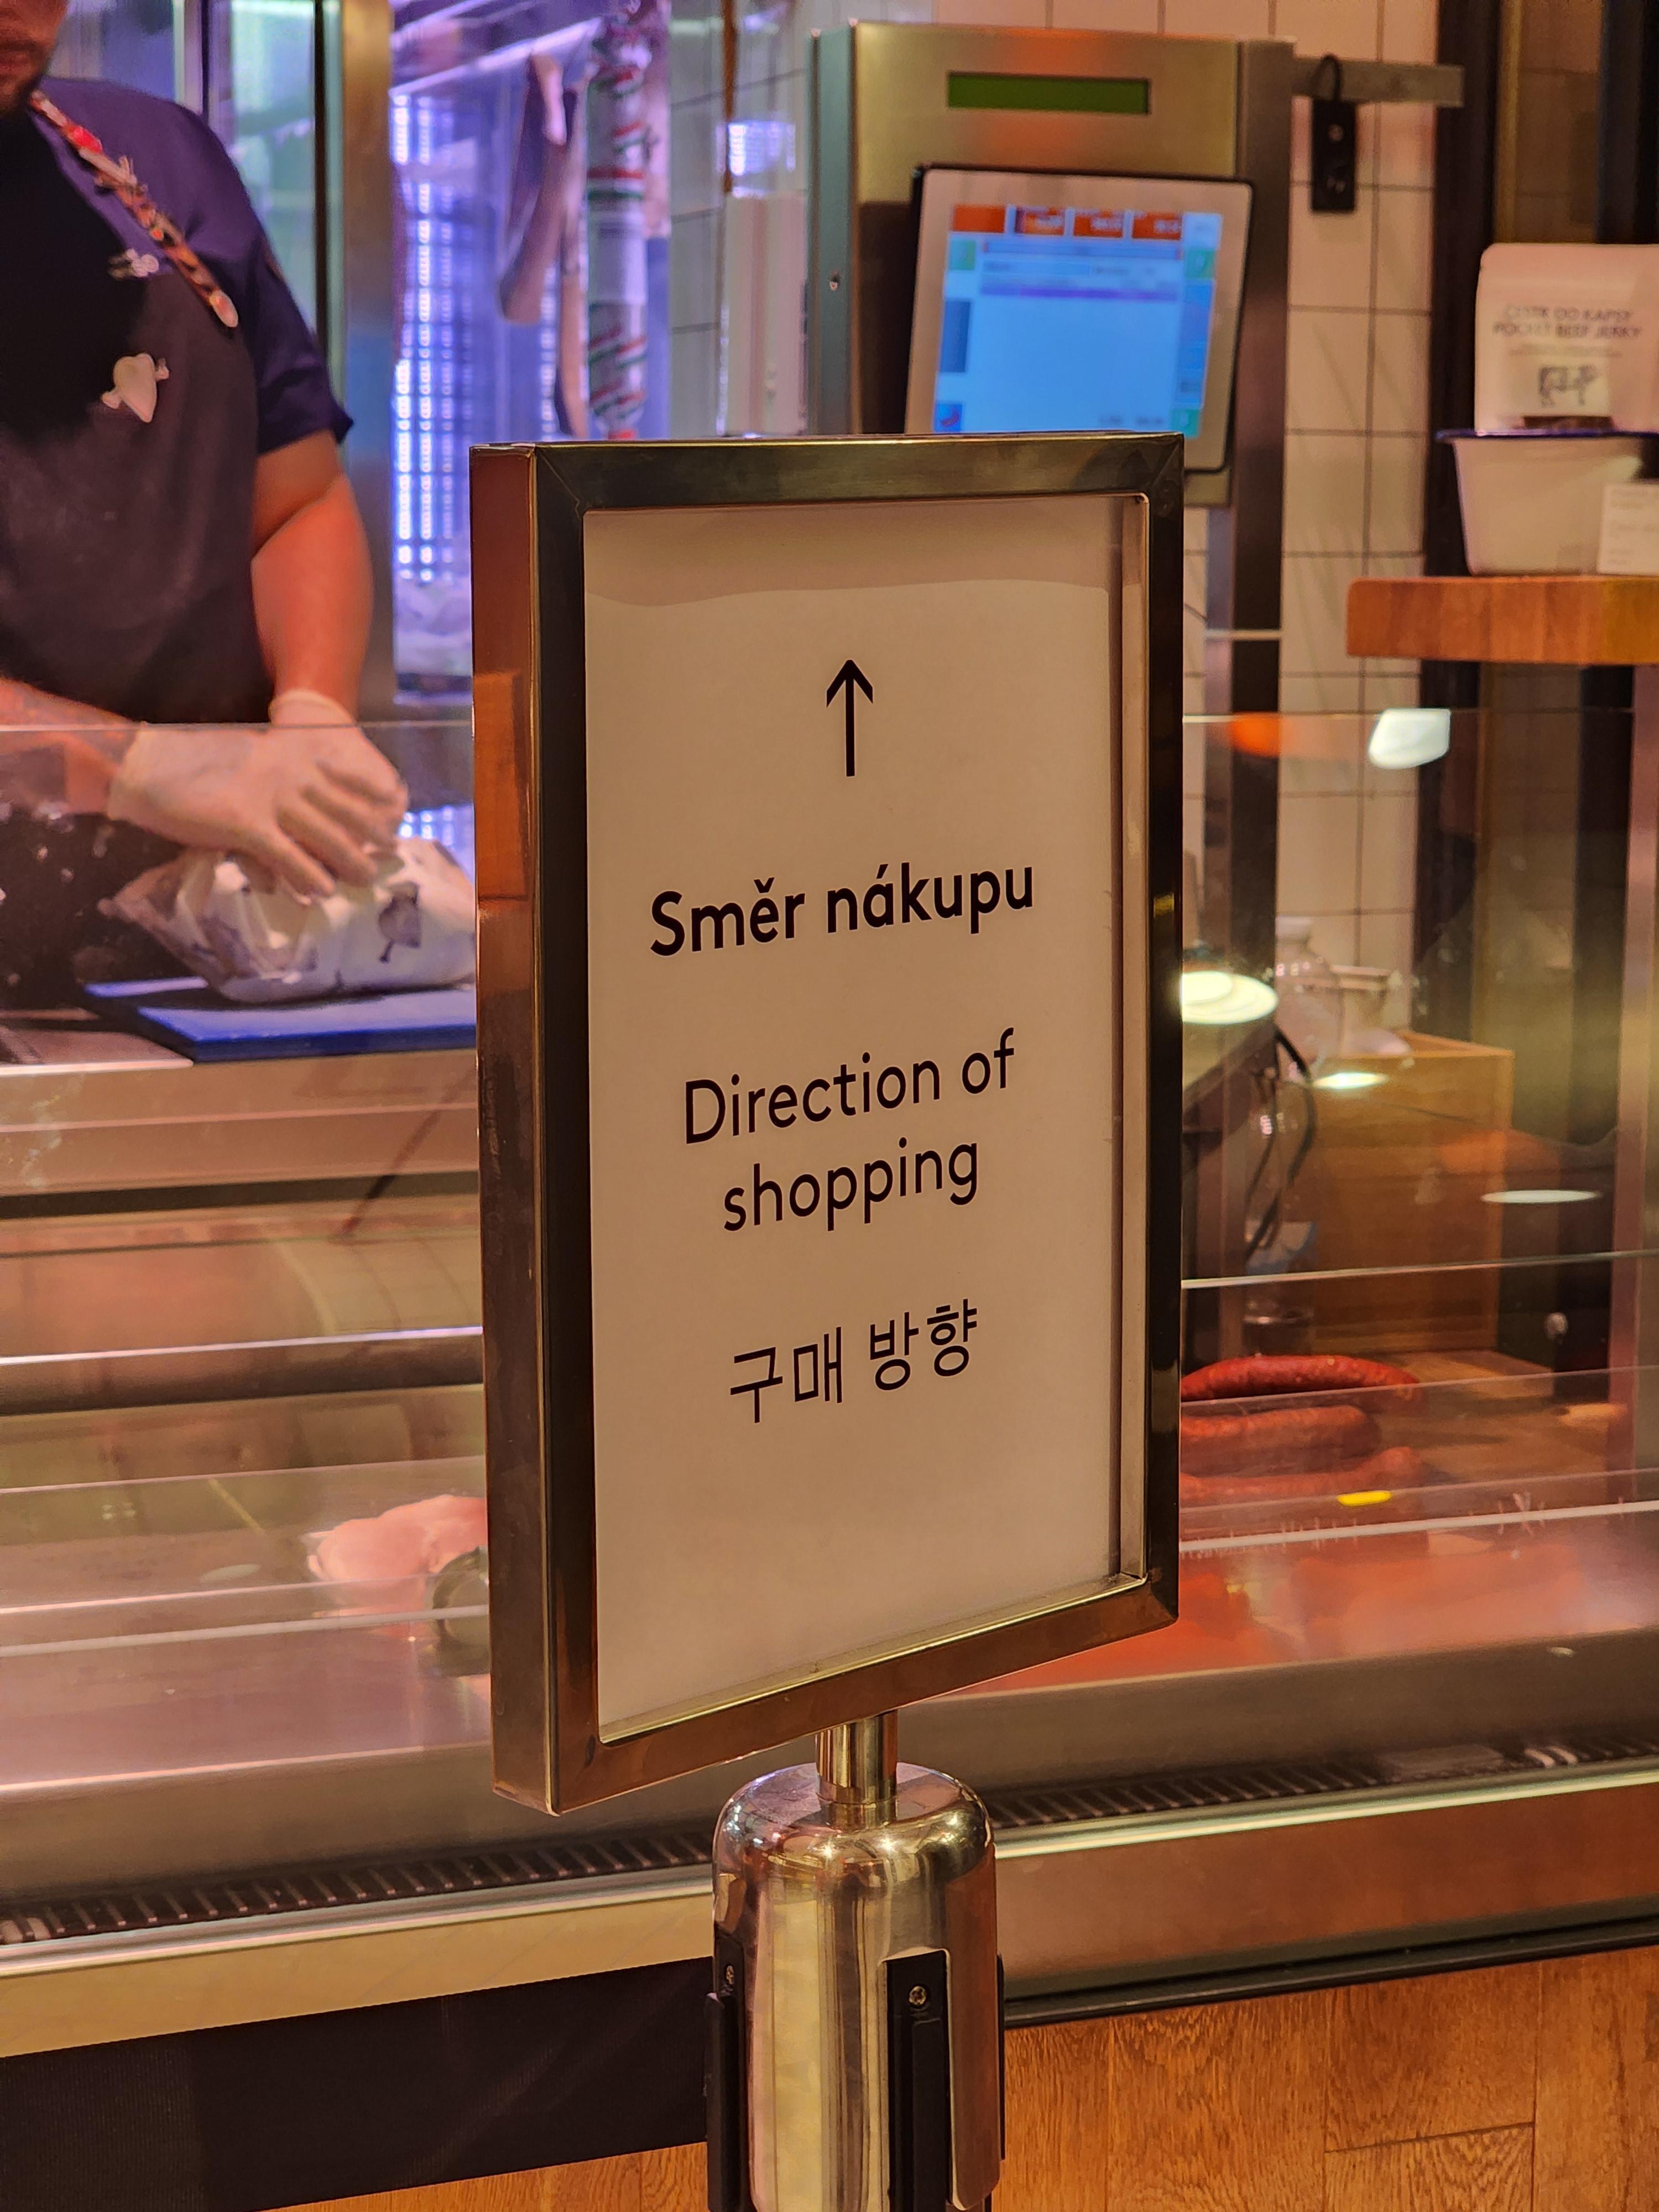 Směr nákupu
Direction of
shopping
구매 방향
POCKET BEEF JERKY